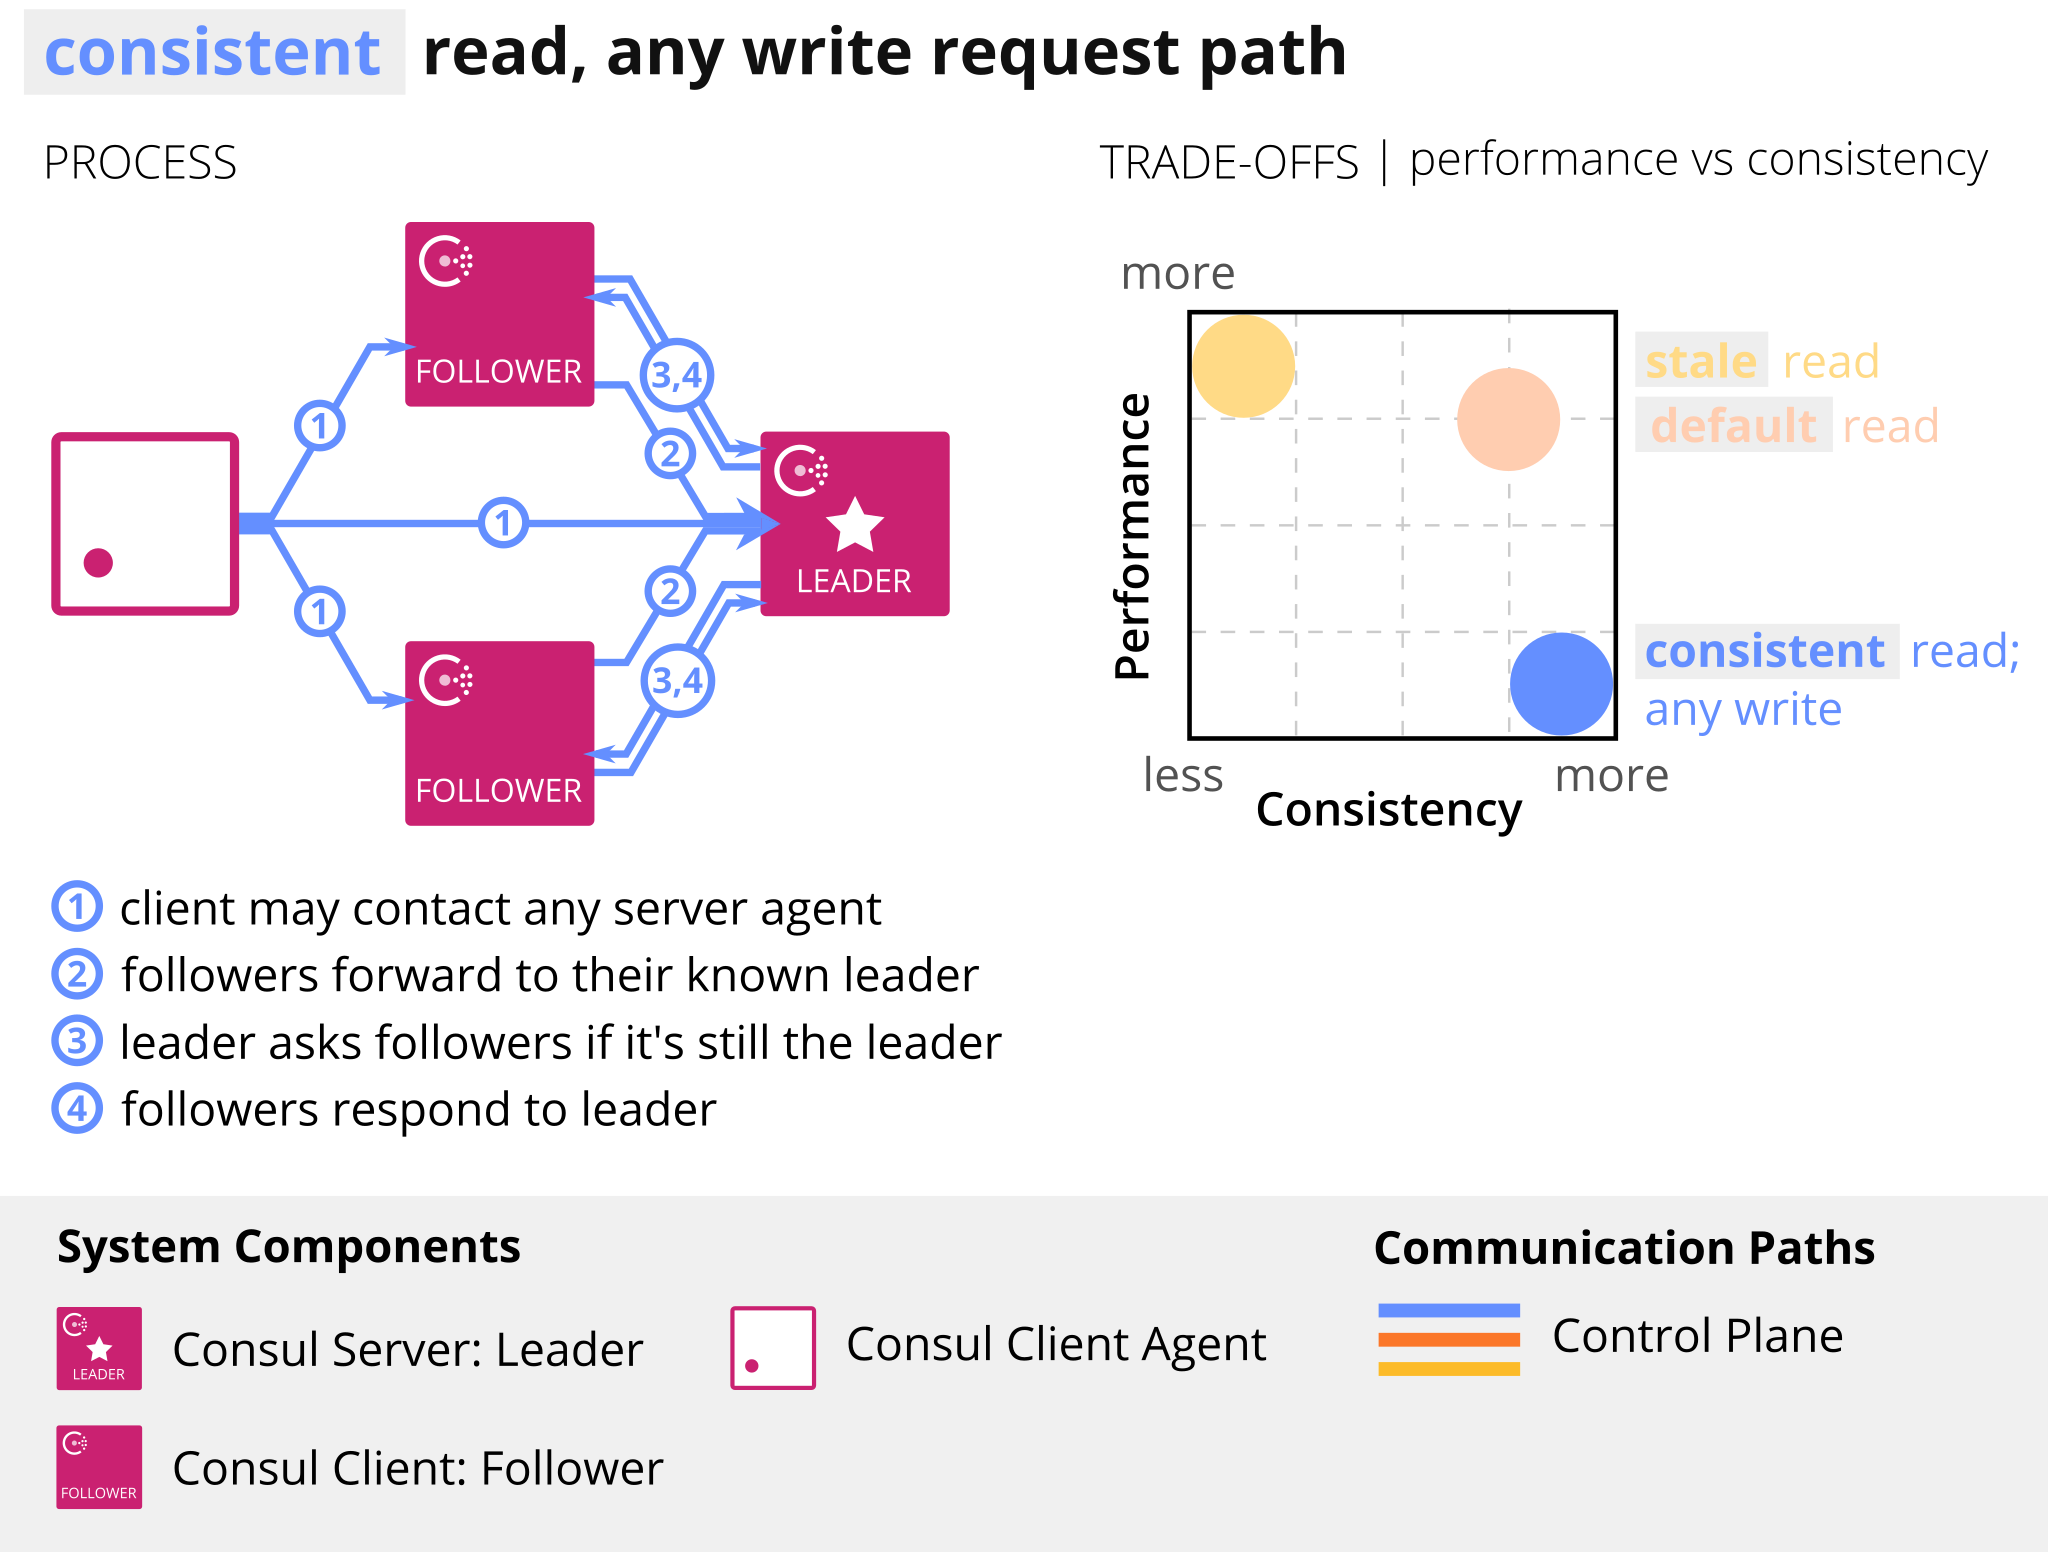 consistent read, any write request path
PROCESS
TRADE-OFFS | performance vs consistency
FOLLOWER
1
3,4
2
1
LEADER
1
2
3,4
FOLLOWER
more
Performance
stale read
default read
consistent read;
any write
less
more
Consistency
1 client may contact any server agent
2 followers forward to their known leader
3 leader asks followers if it's still the leader
4 followers respond to leader
System Components
LEADER
Consul Server: Leader
Consul Client Agent
FOLLOWER
Consul Client: Follower
Communication Paths
Control Plane